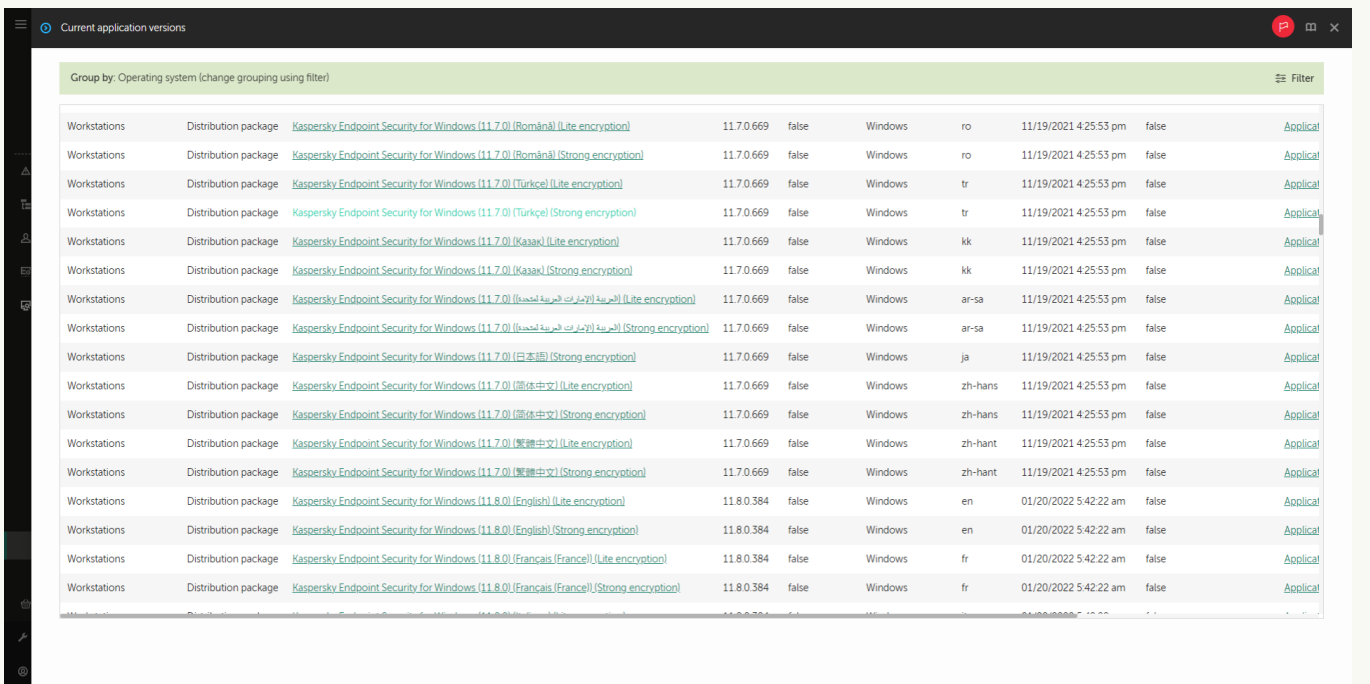 Current application versions
Group by: Operating system (change grouping using filter) Filter
Workstations Distribution package Kaspersky Endpoint Security for Windows (11.7.0) (Română) (Lite encryption) 11.7.0.669 false Windows ro 11/19/2021 4:25:53 pm false Applicat
Workstations Distribution package Kaspersky Endpoint Security for Windows (11.7.0) (Română) (Strong encryption) 11.7.0.669 false Windows ro 11/19/2021 4:25:53 pm false Applicat
Workstations Distribution package Kaspersky Endpoint Security for Windows (11.7.0) (Türkçe) (Lite encryption) 11.7.0.669 false Windows tr 11/19/2021 4:25:53 pm false Applicat
Workstations Distribution package Kaspersky Endpoint Security for Windows (11.7.0) (Türkçe) (Strong encryption) 11.7.0.669 false Windows tr 11/19/2021 4:25:53 pm false Applicat
Workstations Distribution package Kaspersky Endpoint Security for Windows (11.7.0) (Қазақ) (Lite encryption) 11.7.0.669 false Windows kk 11/19/2021 4:25:53 pm false Applicat
Workstations Distribution package Kaspersky Endpoint Security for Windows (11.7.0) (Қазақ) (Strong encryption) 11.7.0.669 false Windows kk 11/19/2021 4:25:53 pm false Applicat
Workstations Distribution package Kaspersky Endpoint Security for Windows (11.7.0) (العربية (الإمارات العربية لمتحدة)) (Lite encryption) 11.7.0.669 false Windows ar-sa 11/19/2021 4:25:53 pm false Applicat
Workstations Distribution package Kaspersky Endpoint Security for Windows (11.7.0) (العربية (الإمارات العربية لمتحدة)) (Strong encryption) 11.7.0.669 false Windows ar-sa 11/19/2021 4:25:53 pm false Applicat
Workstations Distribution package Kaspersky Endpoint Security for Windows (11.7.0) (日本語) (Strong encryption) 11.7.0.669 false Windows ja 11/19/2021 4:25:53 pm false Applicat
Workstations Distribution package Kaspersky Endpoint Security for Windows (11.7.0) (简体中文) (Lite encryption) 11.7.0.669 false Windows zh-hans 11/19/2021 4:25:53 pm false Applicat
Workstations Distribution package Kaspersky Endpoint Security for Windows (11.7.0) (简体中文) (Strong encryption) 11.7.0.669 false Windows zh-hans 11/19/2021 4:25:53 pm false Applicat
Workstations Distribution package Kaspersky Endpoint Security for Windows (11.7.0) (繁體中文) (Lite encryption) 11.7.0.669 false Windows zh-hant 11/19/2021 4:25:53 pm false Applicat
Workstations Distribution package Kaspersky Endpoint Security for Windows (11.7.0) (繁體中文) (Strong encryption) 11.7.0.669 false Windows zh-hant 11/19/2021 4:25:53 pm false Applicat
Workstations Distribution package Kaspersky Endpoint Security for Windows (11.8.0) (English) (Lite encryption) 11.8.0.384 false Windows en 01/20/2022 5:42:22 am false Applicat
Workstations Distribution package Kaspersky Endpoint Security for Windows (11.8.0) (English) (Strong encryption) 11.8.0.384 false Windows en 01/20/2022 5:42:22 am false Applicat
Workstations Distribution package Kaspersky Endpoint Security for Windows (11.8.0) (Français (France)) (Lite encryption) 11.8.0.384 false Windows fr 01/20/2022 5:42:22 am false Applicat
Workstations Distribution package Kaspersky Endpoint Security for Windows (11.8.0) (Français (France)) (Strong encryption) 11.8.0.384 false Windows fr 01/20/2022 5:42:22 am false Applicat